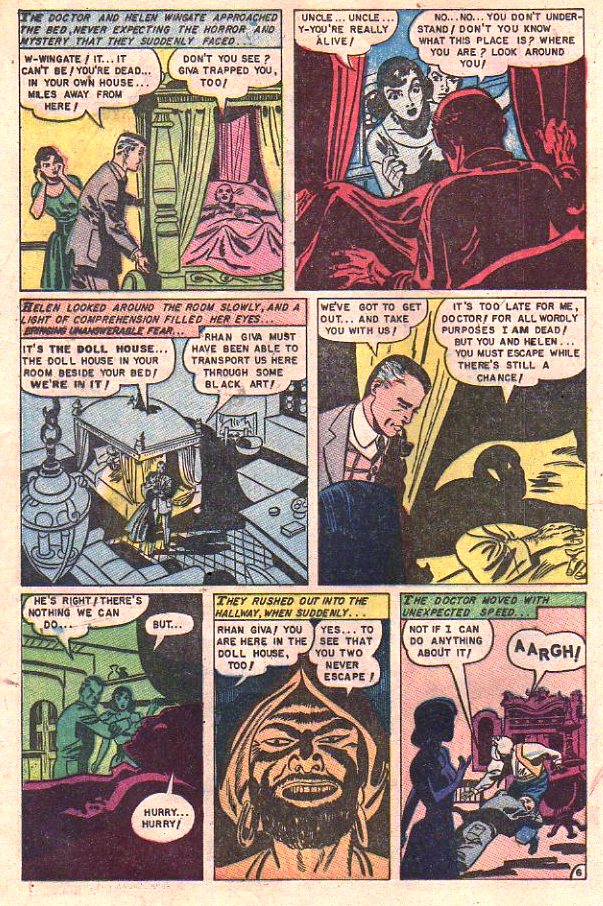 THE DOCTOR AND HELEN WINGATE APPROACHED
THE BED, NEVER EXPECTING THE HORROR AND
MYSTERY THAT THEY SUDDENLY FACED...
W-WINGATE! IT... IT
CAN'T BE! YOU'RE DEAD...
IN YOUR OWN HOUSE...
MILES AWAY FROM
HERE!
DON'T YOU SEE?
GIVA TRAPPED YOU,
TOO!
UNCLE... UNCLE...
Y-YOU'RE REALLY
ALIVE!
NO...NO... YOU DON'T UNDER-
STAND! DON'T YOU KNOW
WHAT THIS PLACE IS? WHERE
YOU ARE? LOOK AROUND
YOU!
HELEN LOOKED AROUND THE ROOM SLOWLY, AND A
LIGHT OF COMPREHENSION FILLED HER EYES...
BRINGING UNANSWERABLE FEAR...
IT'S THE DOLL HOUSE...
THE DOLL HOUSE IN YOUR
ROOM BESIDE YOUR BED!
WE'RE IN IT!
RHAN GIVA MUST
HAVE BEEN ABLE TO
TRANSPORT US HERE
THROUGH SOME
BLACK ART!
WE'VE GOT TO GET
OUT... AND TAKE
YOU WITH US!
IT'S TOO LATE FOR ME,
DOCTOR! FOR ALL WORDLY
PURPOSES I AM DEAD!
BUT YOU AND HELEN...
YOU MUST ESCAPE WHILE
THERE'S STILL A
CHANCE!
HE'S RIGHT! THERE'S
NOTHING WE CAN
DO...
BUT...
HURRY...
HURRY!
THEY RUSHED OUT INTO THE
HALLWAY, WHEN SUDDENLY...
RHAN GIVA! YOU
ARE HERE IN THE
DOLL HOUSE,
TOO!
YES... TO SEE
THAT YOU
TWO
NEVER
ESCAPE!
THE DOCTOR MOVED WITH
UNEXPECTED SPEED...
NOT IF I CAN
DO ANYTHING
ABOUT IT!
AARGH!
6